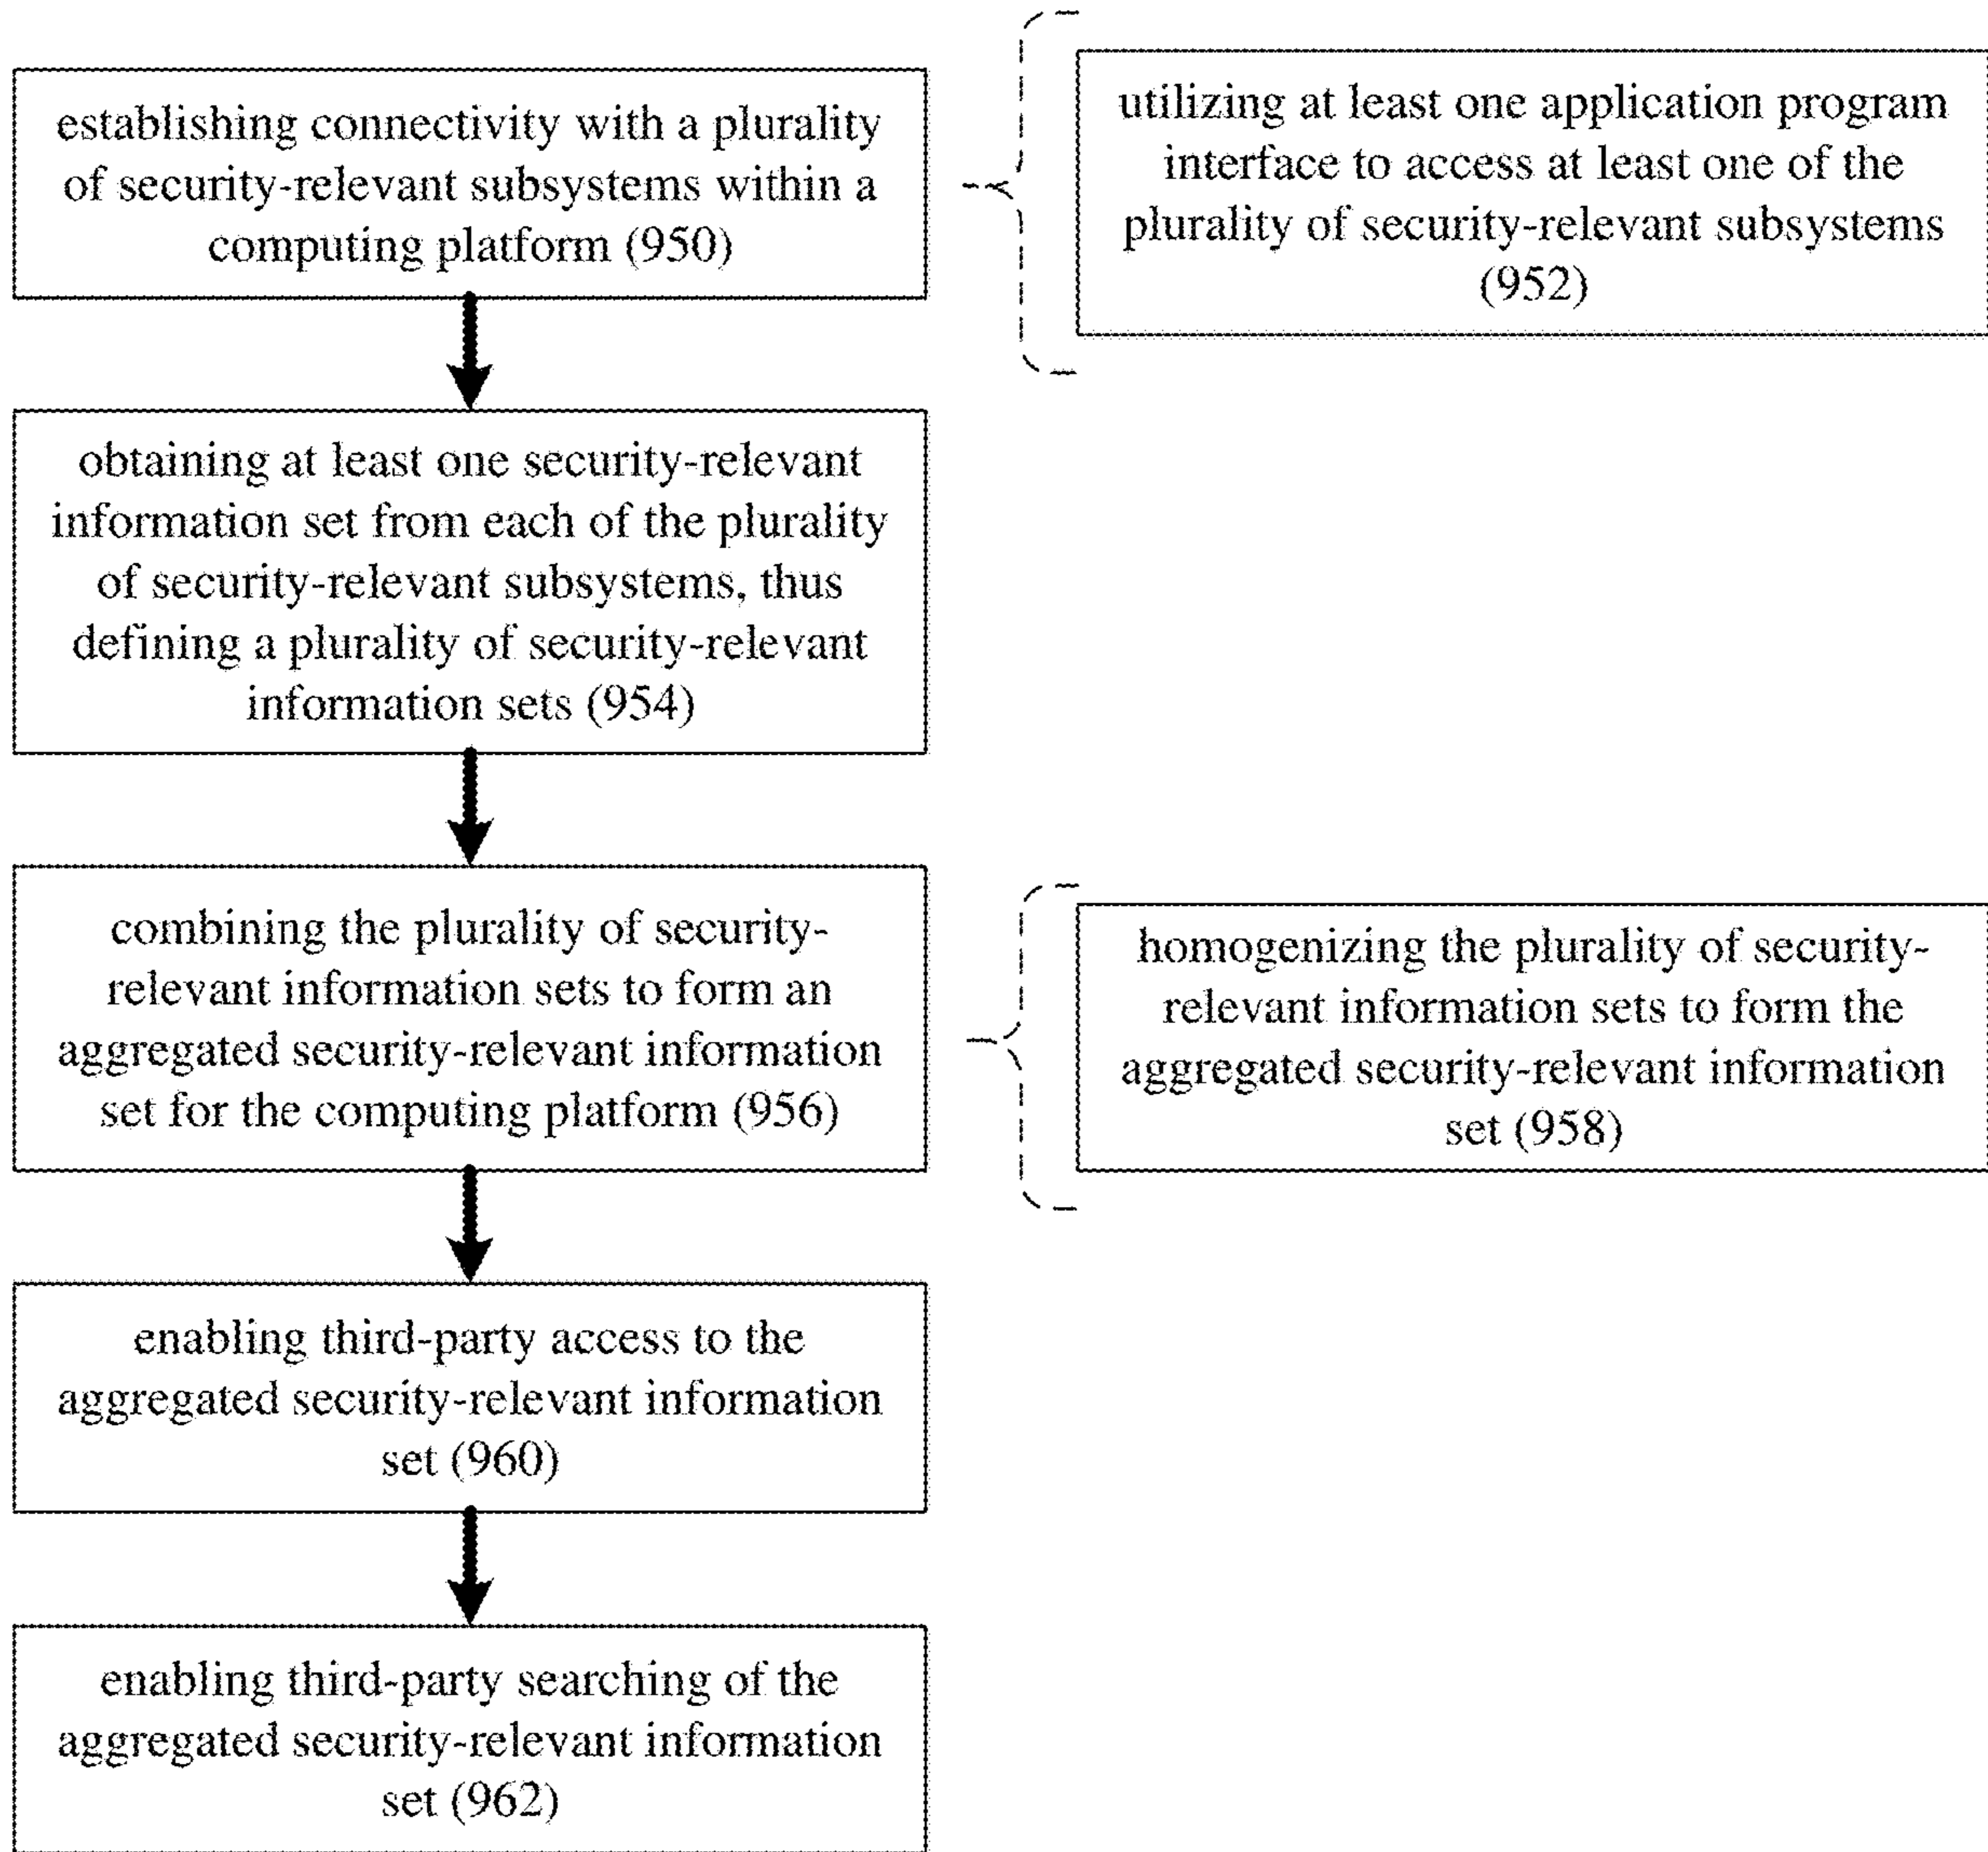 establishing connectivity with a plurality
of security-relevant subsystems within a
computing platform (950)
utilizing at least one application program
interface to access at least one of the
plurality of security-relevant subsystems
(952)
obtaining at least one security-relevant
information set from each of the plurality
of security-relevant subsystems, thus
defining a plurality of security-relevant
information sets (954)
combining the plurality of security-
relevant information sets to form an
aggregated security-relevant information
set for the computing platform (956)
homogenizing the plurality of security-
relevant information sets to form the
aggregated security-relevant information
set (958)
enabling third-party access to the
aggregated security-relevant information
set (960)
enabling third-party searching of the
aggregated security-relevant information
set (962)